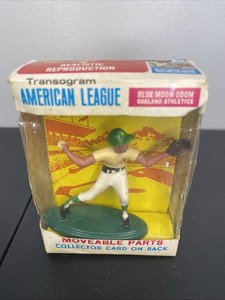 REALISTIC
REPRODUCTION
Transogram
AMERICAN LEAGUE
BLUE MOON ODOM
OAKLAND ATHLETICS
MOVEABLE PARTS
COLLECTOR CARD ON BACK